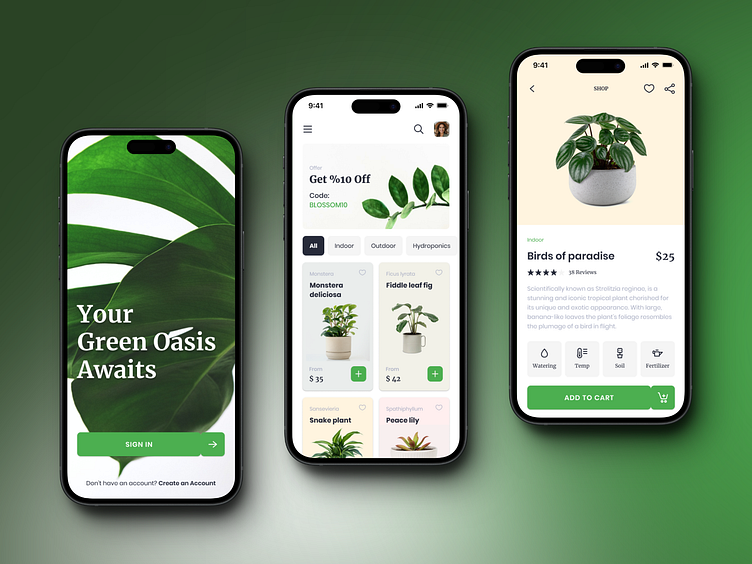 Your
Green Oasis
Awaits
SIGN IN
Don't have an account? Create an Account
9:41
Offer
Get %10 Off
Code:
BLOSSOM10
All
Indoor
Outdoor
Hydroponics
Monstera
Monstera
deliciosa
From
$ 35
Ficus lyrata
Fiddle leaf fig
From
$ 42
Sansevieria
Snake plant
Spathiphyllum
Peace lily
9:41
SHOP
Indoor
Birds of paradise
$25
38 Reviews
Scientifically known as Strelitzia reginae, is a
stunning and iconic tropical plant cherished for
its unique and exotic appearance. With large,
banana-like leaves the plant's foliage resembles
the plumage of a bird in flight.
Watering
Temp
Soil
Fertilizer
ADD TO CART